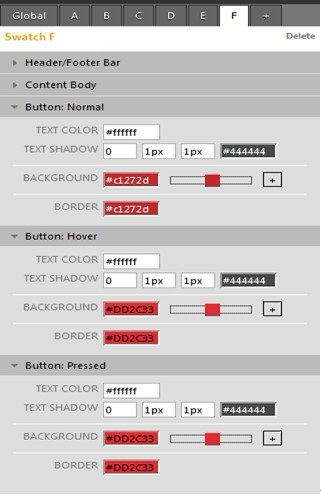 Global A B C D E F
Swatch F Delete
Header/Footer Bar
Content Body
Button: Normal
TEXT COLOR #ffffff
TEXT SHADOW 0 1px 1px #444444
BACKGROUND #c1272d +
BORDER #c1272d
Button: Hover
TEXT COLOR #ffffff
TEXT SHADOW 0 1px 1px #444444
BACKGROUND #DD2C33 +
BORDER #DD2C33
Button: Pressed
TEXT COLOR #ffffff
TEXT SHADOW 0 1px 1px #444444
BACKGROUND #DD2C33 +
BORDER #DD2C33